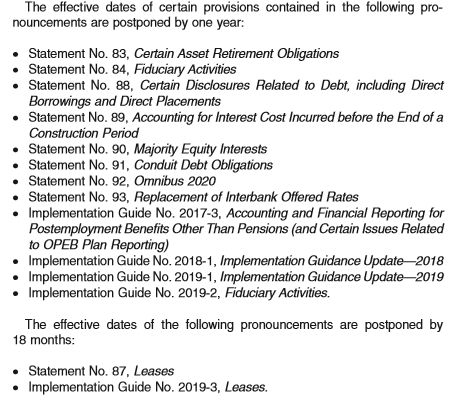 The effective dates of certain provisions contained in the following pro-
nouncements are postponed by one year:
• Statement No. 83, Certain Asset Retirement Obligations
• Statement No. 84, Fiduciary Activities
• Statement No. 88, Certain Disclosures Related to Debt, including Direct
Borrowings and Direct Placements
• Statement No. 89, Accounting for Interest Cost Incurred before the End of a
Construction Period
• Statement No. 90, Majority Equity Interests
• Statement No. 91, Conduit Debt Obligations
• Statement No. 92, Omnibus 2020
• Statement No. 93, Replacement of Interbank Offered Rates
• Implementation Guide No. 2017-3, Accounting and Financial Reporting for
Postemployment Benefits Other Than Pensions (and Certain Issues Related
to OPEB Plan Reporting)
• Implementation Guide No. 2018-1, Implementation Guidance Update—2018
• Implementation Guide No. 2019-1, Implementation Guidance Update—2019
• Implementation Guide No. 2019-2, Fiduciary Activities.
The effective dates of the following pronouncements are postponed by
18 months:
• Statement No. 87, Leases
• Implementation Guide No. 2019-3, Leases.